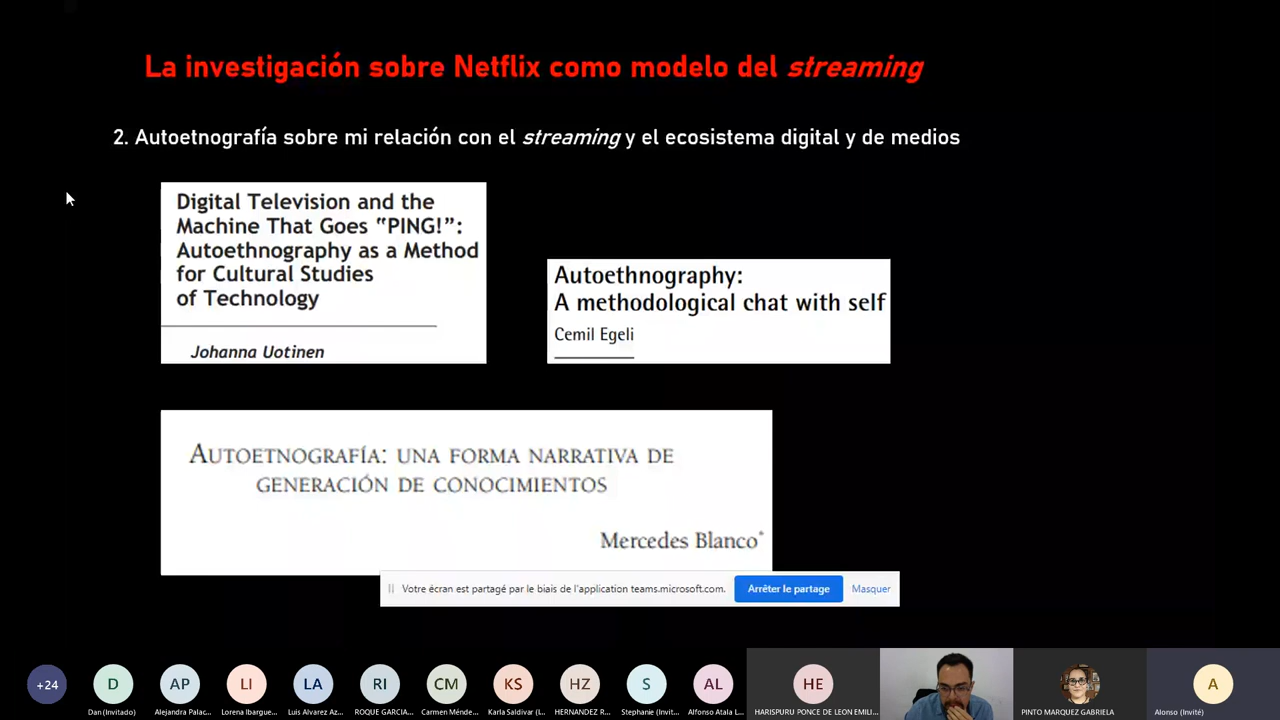 La investigación sobre Netflix como modelo del streaming
2. Autoetnografía sobre mi relación con el streaming y el ecosistema digital y de medios
Digital Television and the
Machine That Goes “PING!”:
Autoethnography as a Method
for Cultural Studies
of Technology
Johanna Uotinen
Autoethnography:
A methodological chat with self
Cemil Egeli
AUTOETNOGRAFÍA: UNA FORMA NARRATIVA DE
GENERACIÓN DE CONOCIMIENTOS
Mercedes Blanco*
Votre écran est partagé par le biais de l'application teams.microsoft.com.
Arrêter le partage
Masquer
+24
D
AP
LI
LA
RI
CM
KS
HZ
S
AL
HE
A
Dan (Invitado)
Alejandra Palac...
Lorena Ibargue...
Luis Alvarez Az...
ROQUE GARCIA...
Carmen Ménde...
Karla Saldivar (I...
HERNANDEZ R...
Stephanie (Invit...
Alfonso Atala L...
HARISPURU PONCE DE LEON EMILI...
PINTO MARQUEZ GABRIELA
Alonso (Invité)